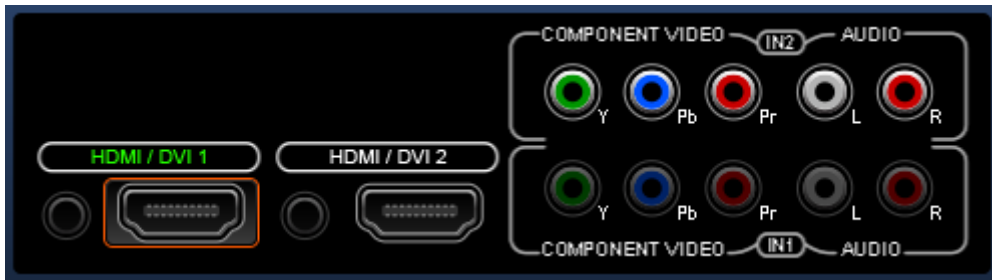 COMPONENT VIDEO IN2 AUDIO
Y Pb Pr L R
HDMI / DVI 1 HDMI / DVI 2
Y Pb Pr L R
COMPONENT VIDEO IN1 AUDIO